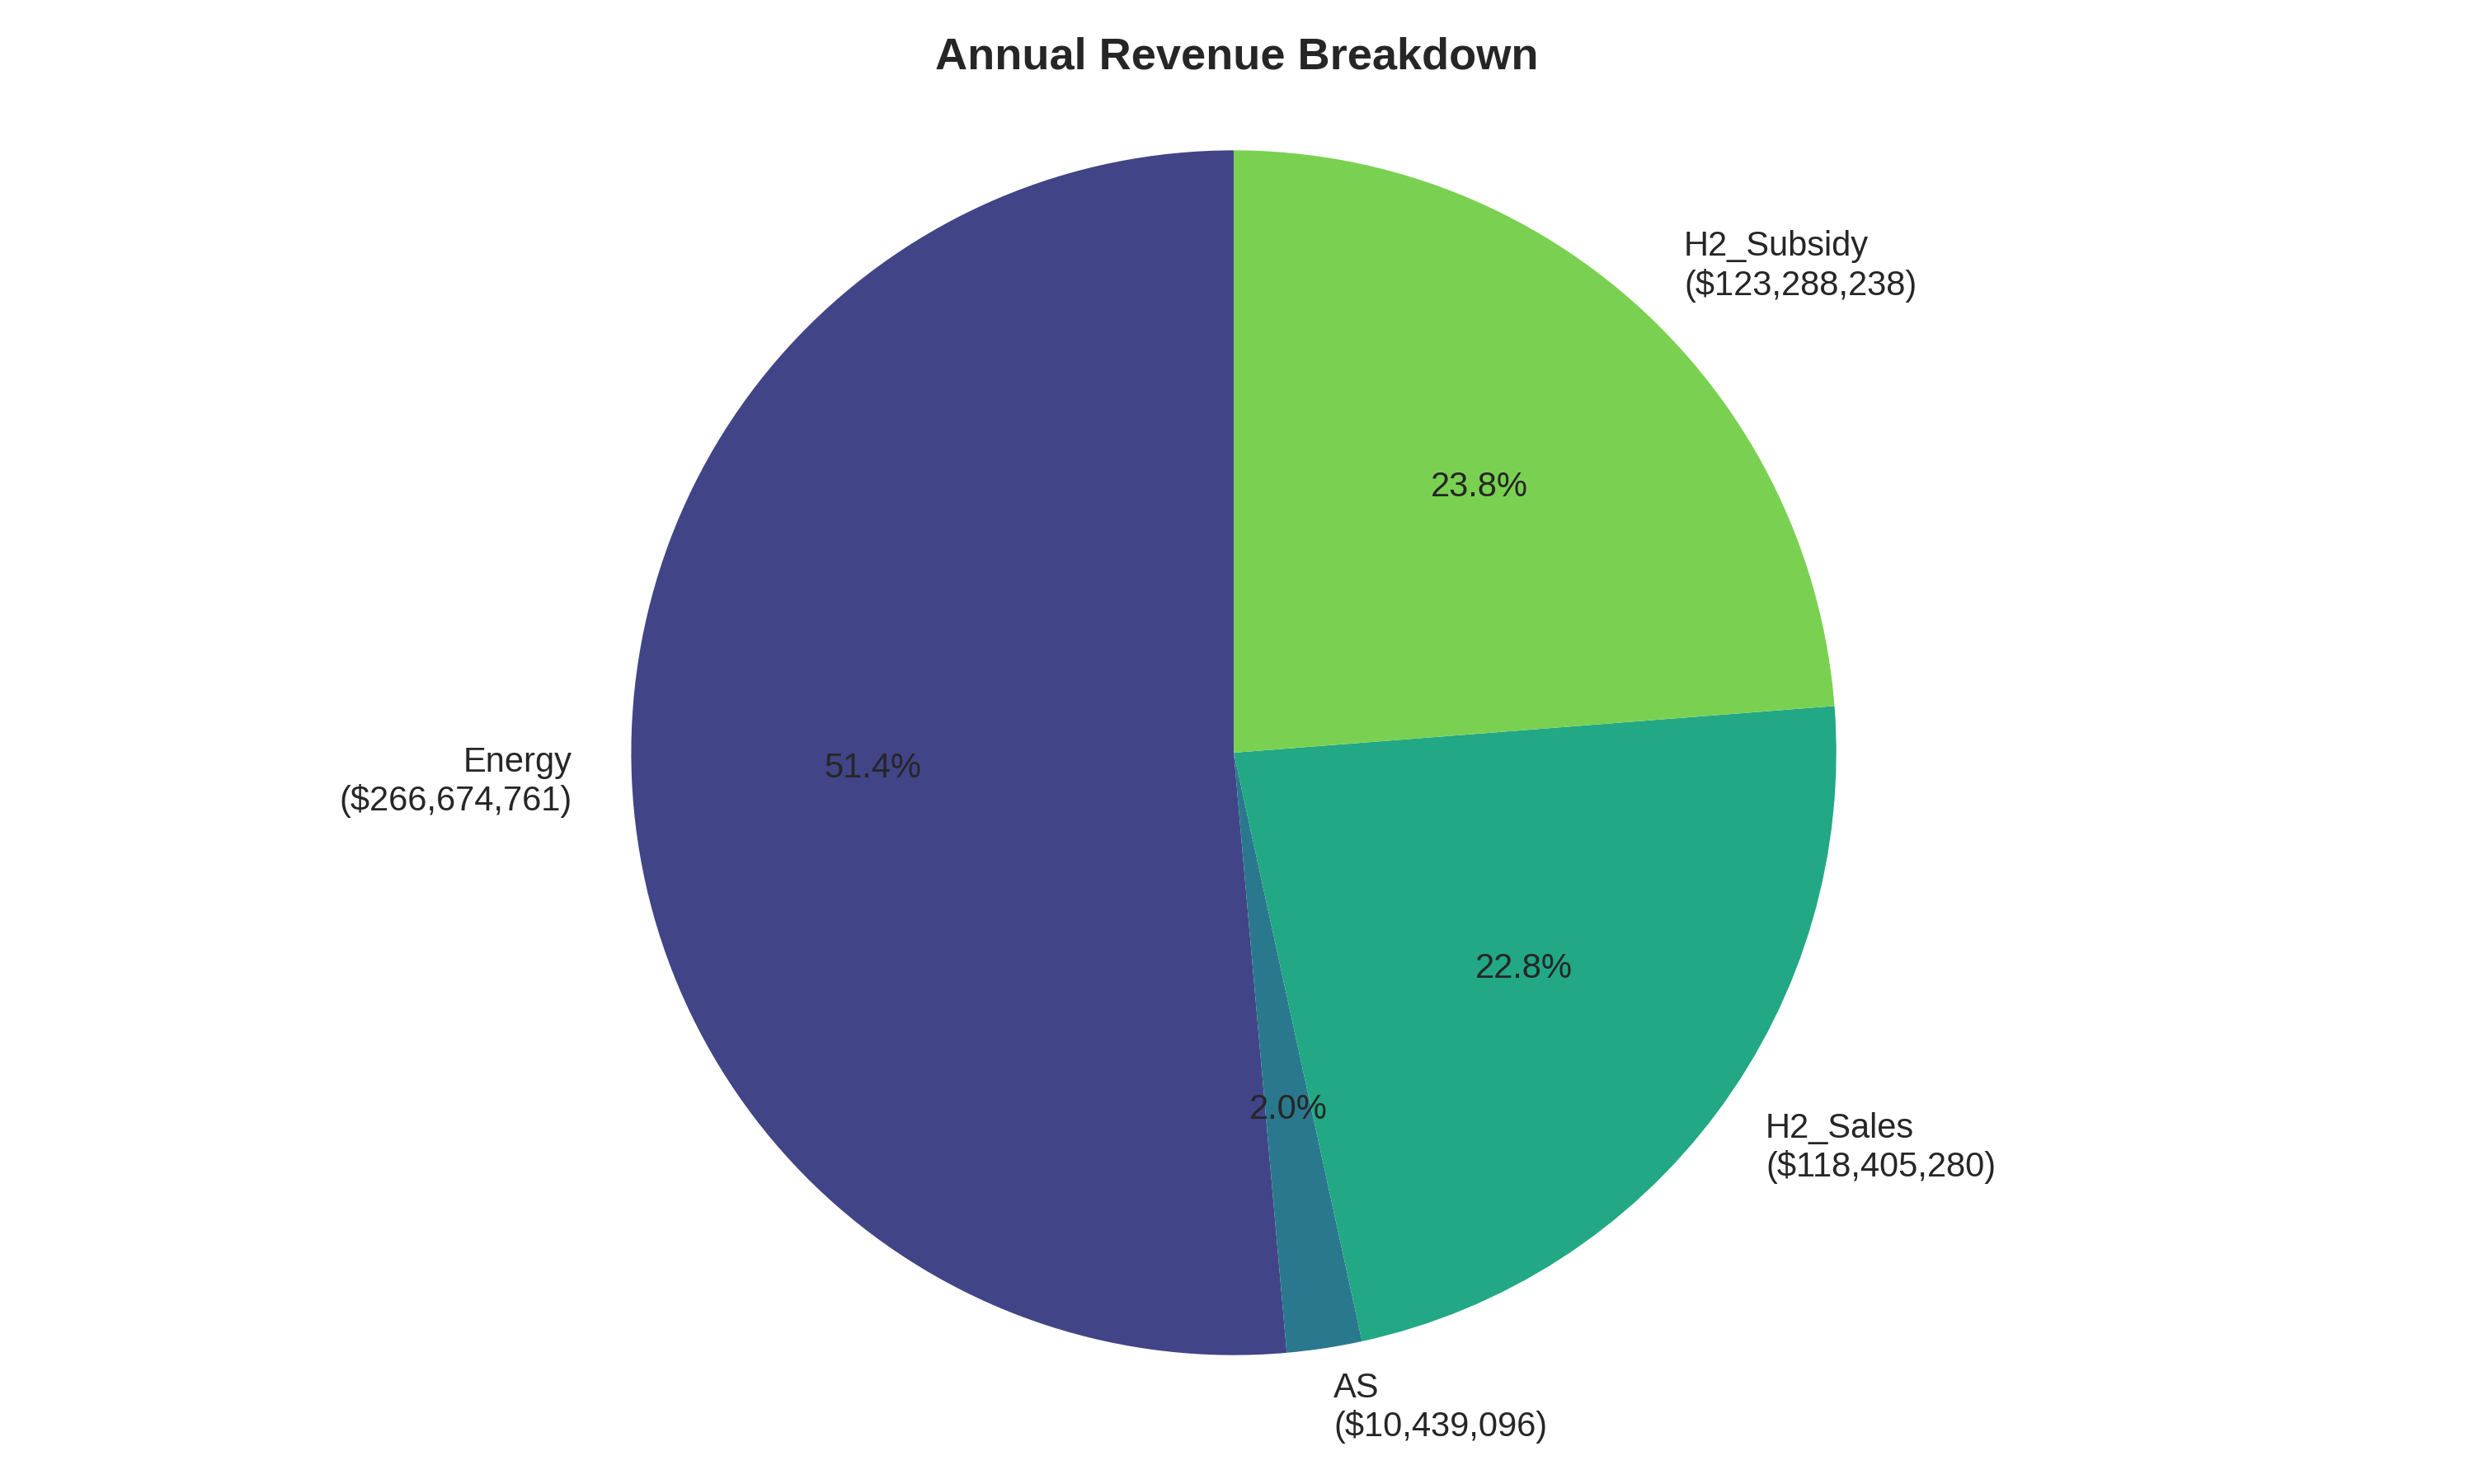 Annual Revenue Breakdown
H2_Subsidy
($123,288,238)
23.8%
Energy
($266,674,761)
51.4%
22.8%
2.0%
H2_Sales
($118,405,280)
AS
($10,439,096)